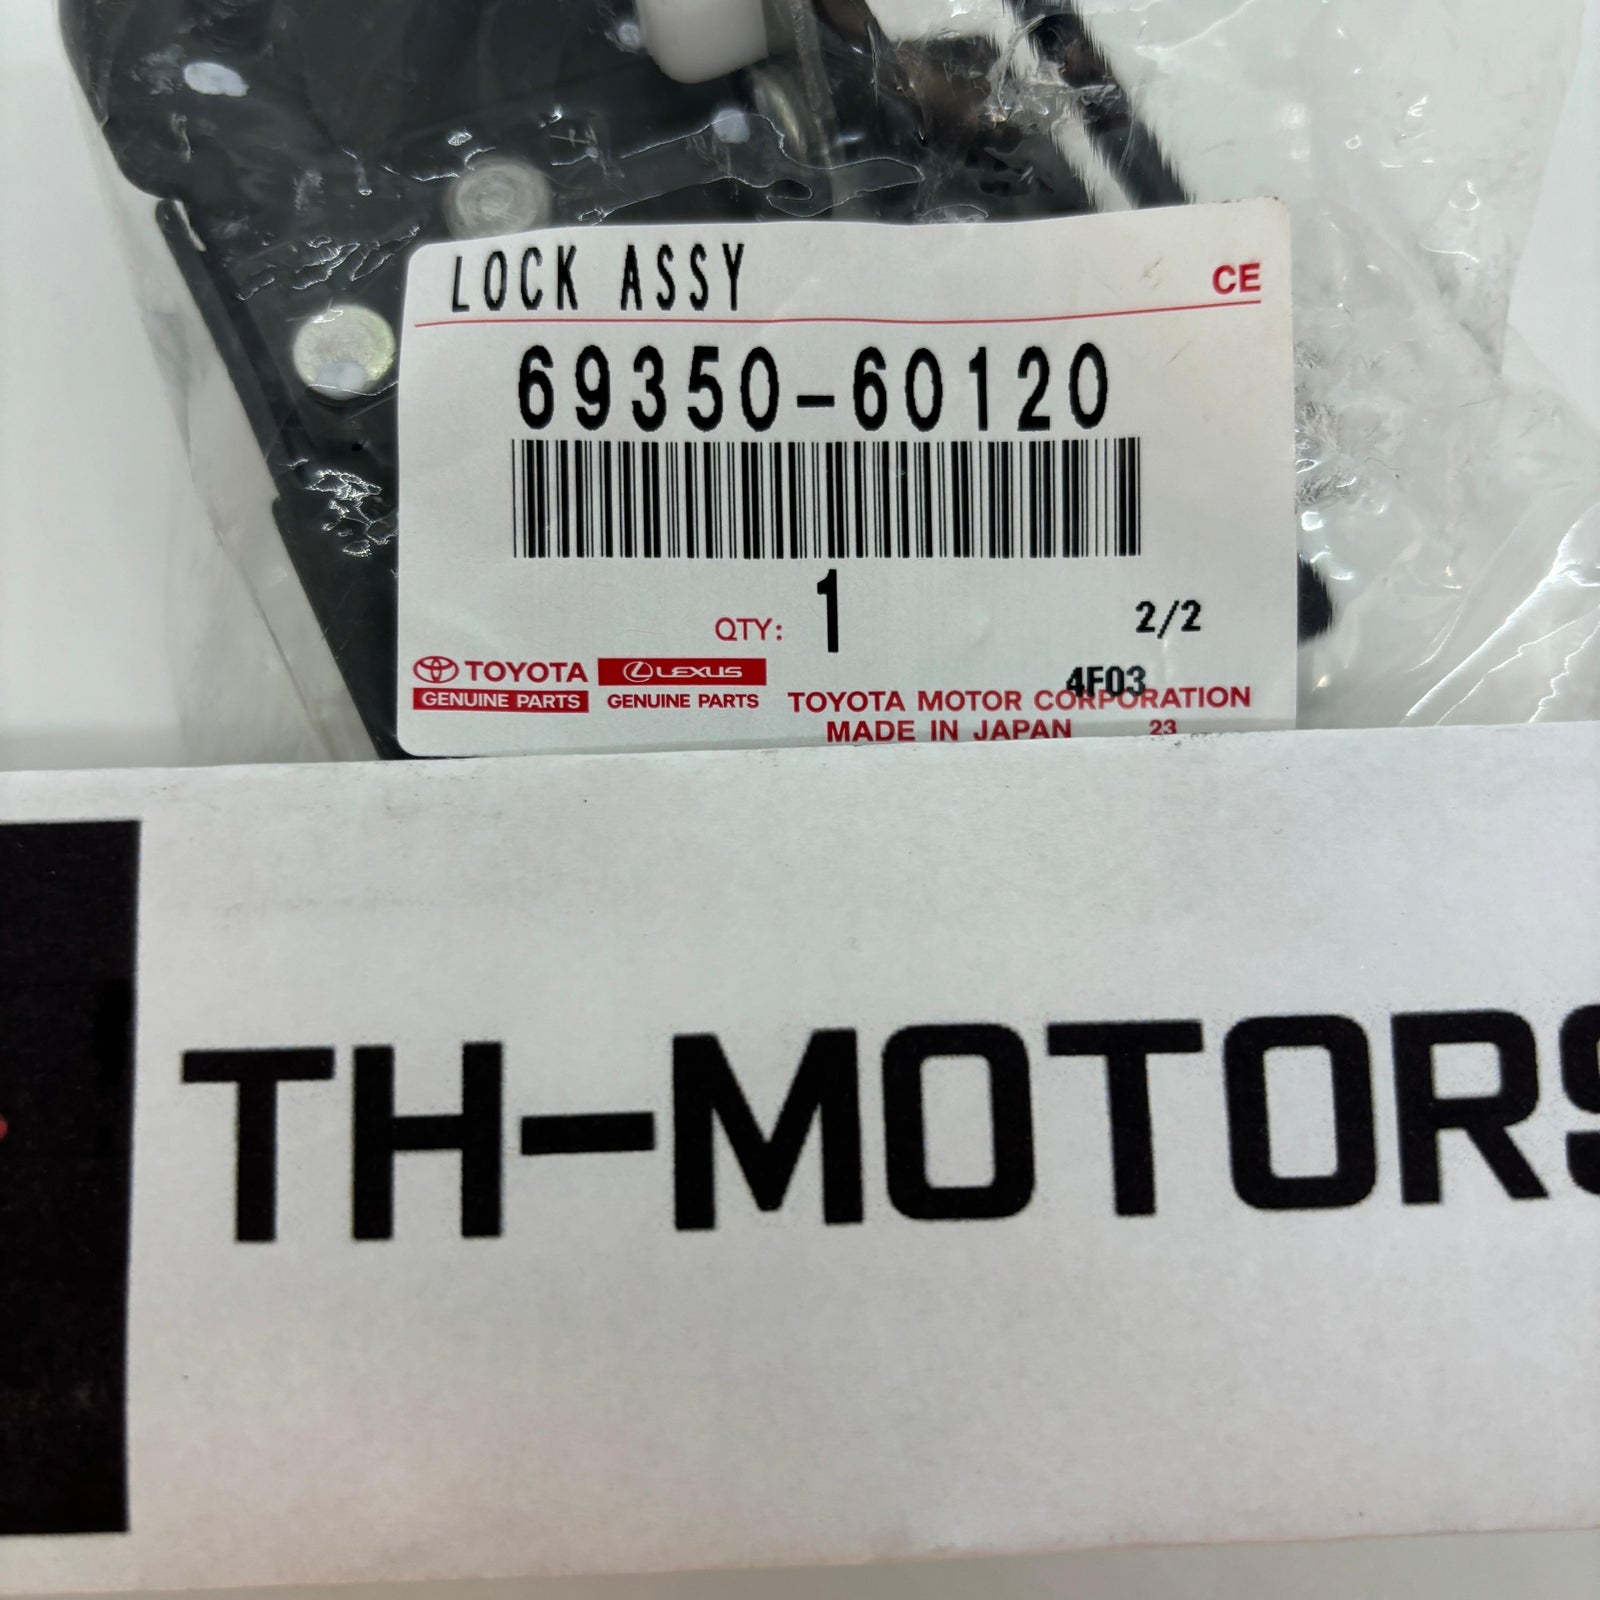 LOCK ASSY
CE
69350-60120
QTY: 1
2/2
TOYOTA LEXUS
4F03
GENUINE PARTS GENUINE PARTS TOYOTA MOTOR CORPORATION
MADE IN JAPAN 23
TH-MOTORS